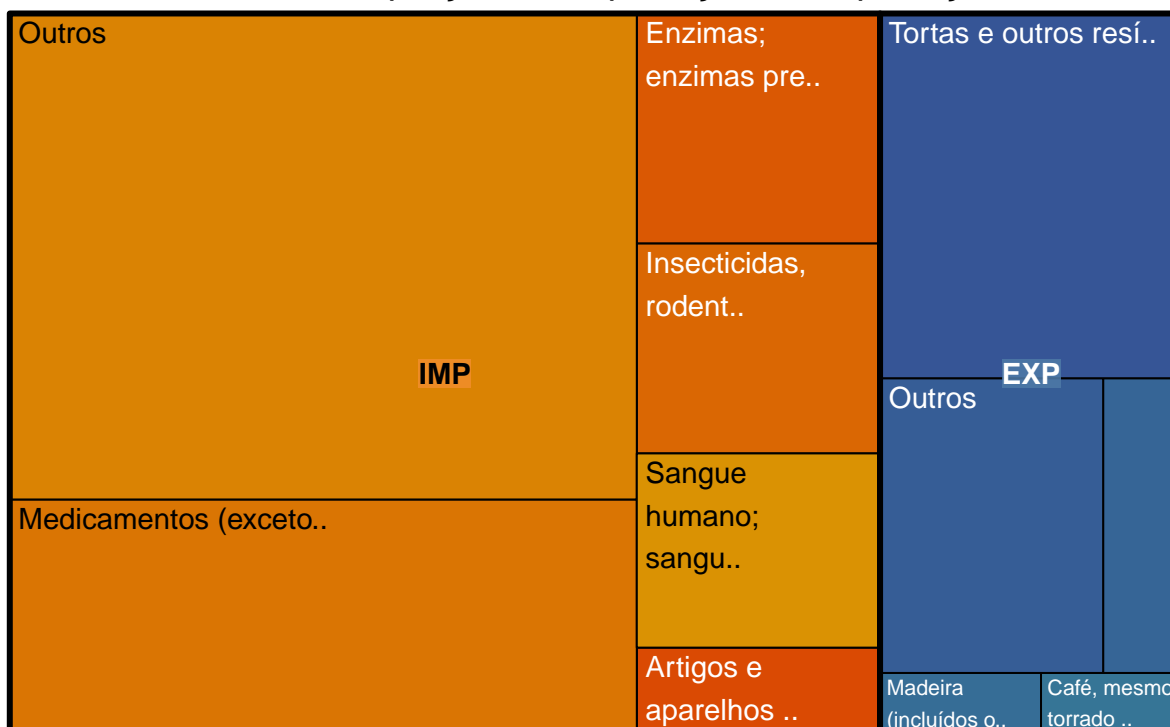 Outros
Enzimas;
enzimas pre..
Tortas e outros resí..
Insecticidas,
rodent..
IMP
EXP
Outros
Sangue
humano;
sangu..
Medicamentos (exceto..
Artigos e
aparelhos ..
Madeira
(incluídos o..
Café, mesmo
torrado ..